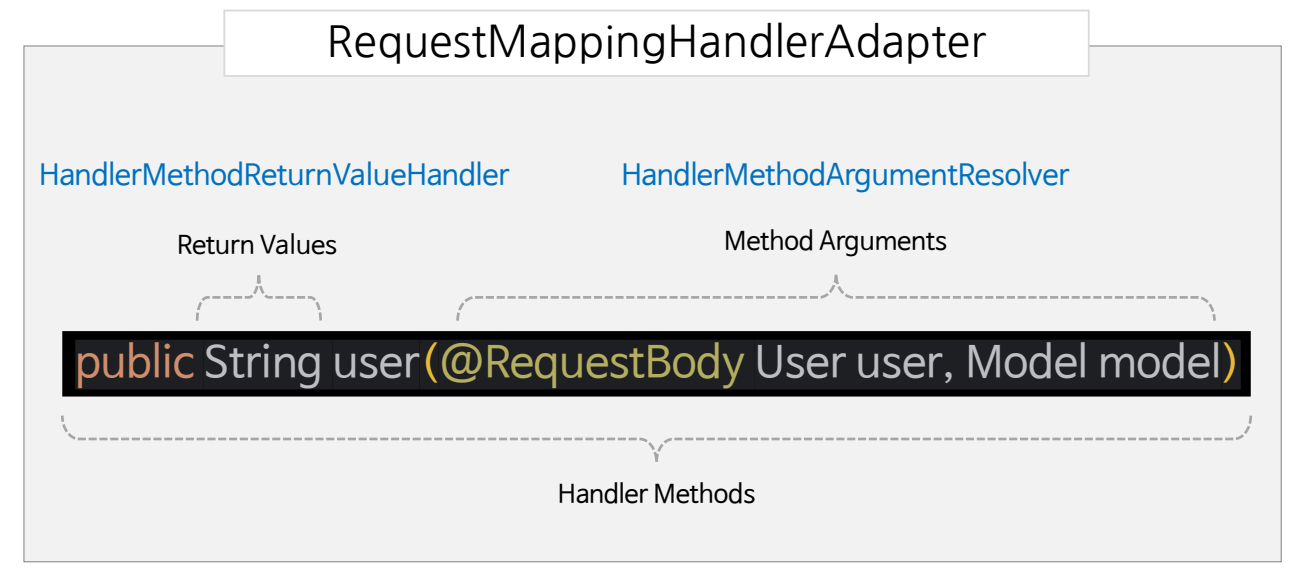 RequestMappingHandlerAdapter
HandlerMethodReturnValueHandler
HandlerMethodArgumentResolver
Return Values
Method Arguments
public String user(@RequestBody User user, Model model)
Handler Methods